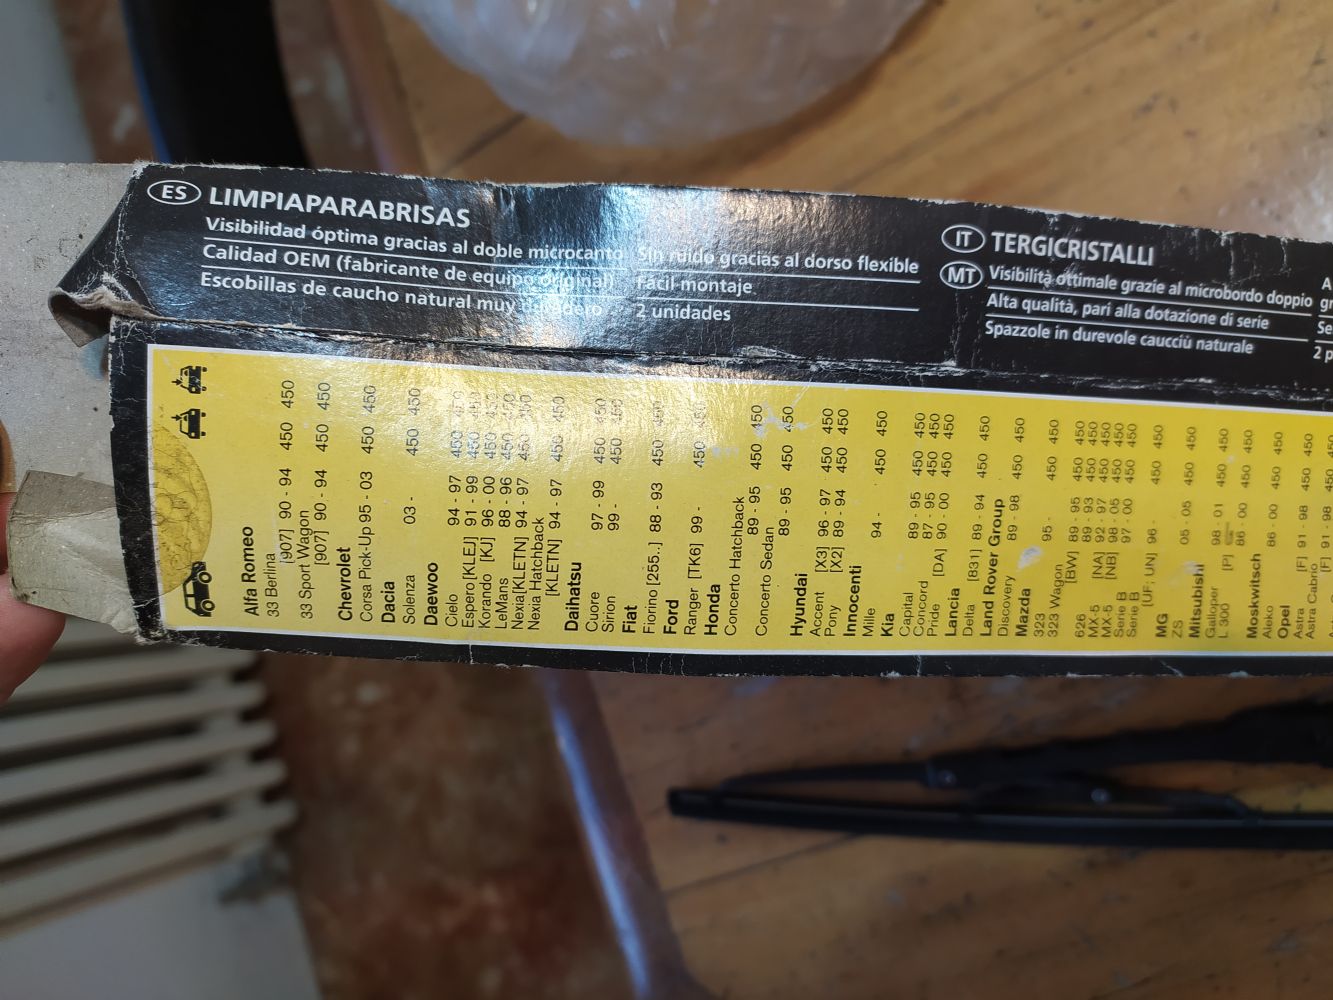 ES LIMPIAPARABRISAS
Visibilidad óptima gracias al doble microcanto
Calidad OEM (fabricante de equipo original)
Escobillas de caucho natural muy
Sin ruido gracias al dorso flexible
Fácil montaje
2 unidades
IT TERGICRISTALLI
MT Visibilità ottimale grazie al microbordo doppio
Alta qualità, pari alla dotazione di serie
Spazzole in durevole caucciù naturale
A
gr
Se
2 p
Alfa Romeo
33 Berlina
[907] 90 - 94 450 450
33 Sport Wagon
[907] 90 - 94 450 450
Chevrolet
Corsa Pick-Up 95 - 03 450 450
Dacia
Solenza 03 - 450 450
Daewoo
Cielo 94 - 97 450 450
Espero [KLEJ] 91 - 99 450 450
Korando [KJ] 96 - 00 450 450
LeMans 88 - 96 450 450
Nexia [KLETN] 94 - 97 450 450
Nexia Hatchback
[KLETN] 94 - 97 450 450
Daihatsu
Cuore 97 - 99 450 450
Sirion 99 - 450 450
Fiat
Fiorino [255..] 88 - 93 450 450
Ford
Ranger [TK6] 99 - 450 450
Honda
Concerto Hatchback
89 - 95 450 450
Concerto Sedan
89 - 95 450 450
Hyundai
Accent [X3] 96 - 97 450 450
Pony [X2] 89 - 94 450 450
Innocenti
Mille 94 - 450 450
Kia
Capital 89 - 95 450 450
Concord 87 - 95 450 450
Pride [DA] 90 - 00 450 450
Lancia
Delta [831] 89 - 94 450 450
Land Rover Group
Discovery 89 - 98 450 450
Mazda
323 95 - 450 450
323 Wagon
[BW] 89 - 95 450 450
626 89 - 93 450 450
MX-5 [NA] 92 - 97 450 450
MX-5 [NB] 98 - 05 450 450
Serie B 97 - 00 450 450
Serie B
[UF; UN] 98 - 450 450
MG
ZS 05 - 05 450 450
Mitsubishi
Galloper 98 - 01 450 450
L 300 [P] 86 - 00 450 450
Moskwitsch
Aleko 86 - 00 450 450
Opel
Astra [F] 91 - 98 450 450
Astra Cabrio
[F] 91 - 98 450 450